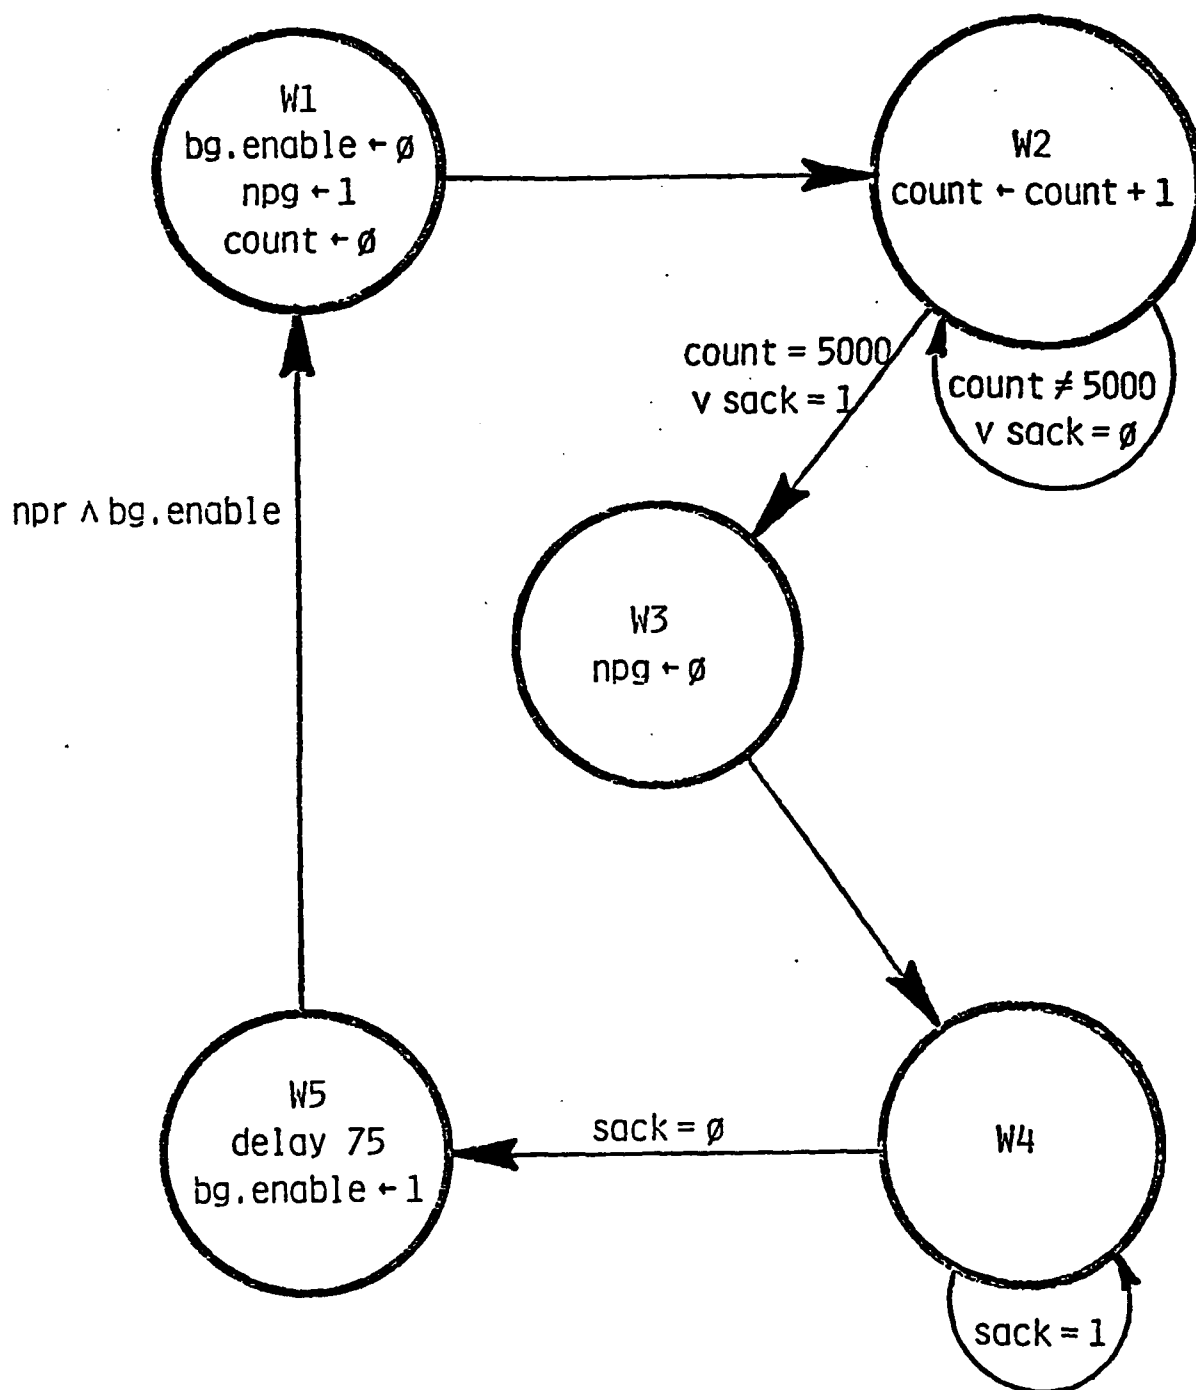 W1
bg.enable ← ø
npg ← 1
count ← ø
W2
count ← count + 1
count = 5000
v sack = 1
count ≠ 5000
v sack = ø
npr ∧ bg.enable
W3
npg ← ø
W5
delay 75
bg.enable ← 1
sack = ø
W4
sack = 1